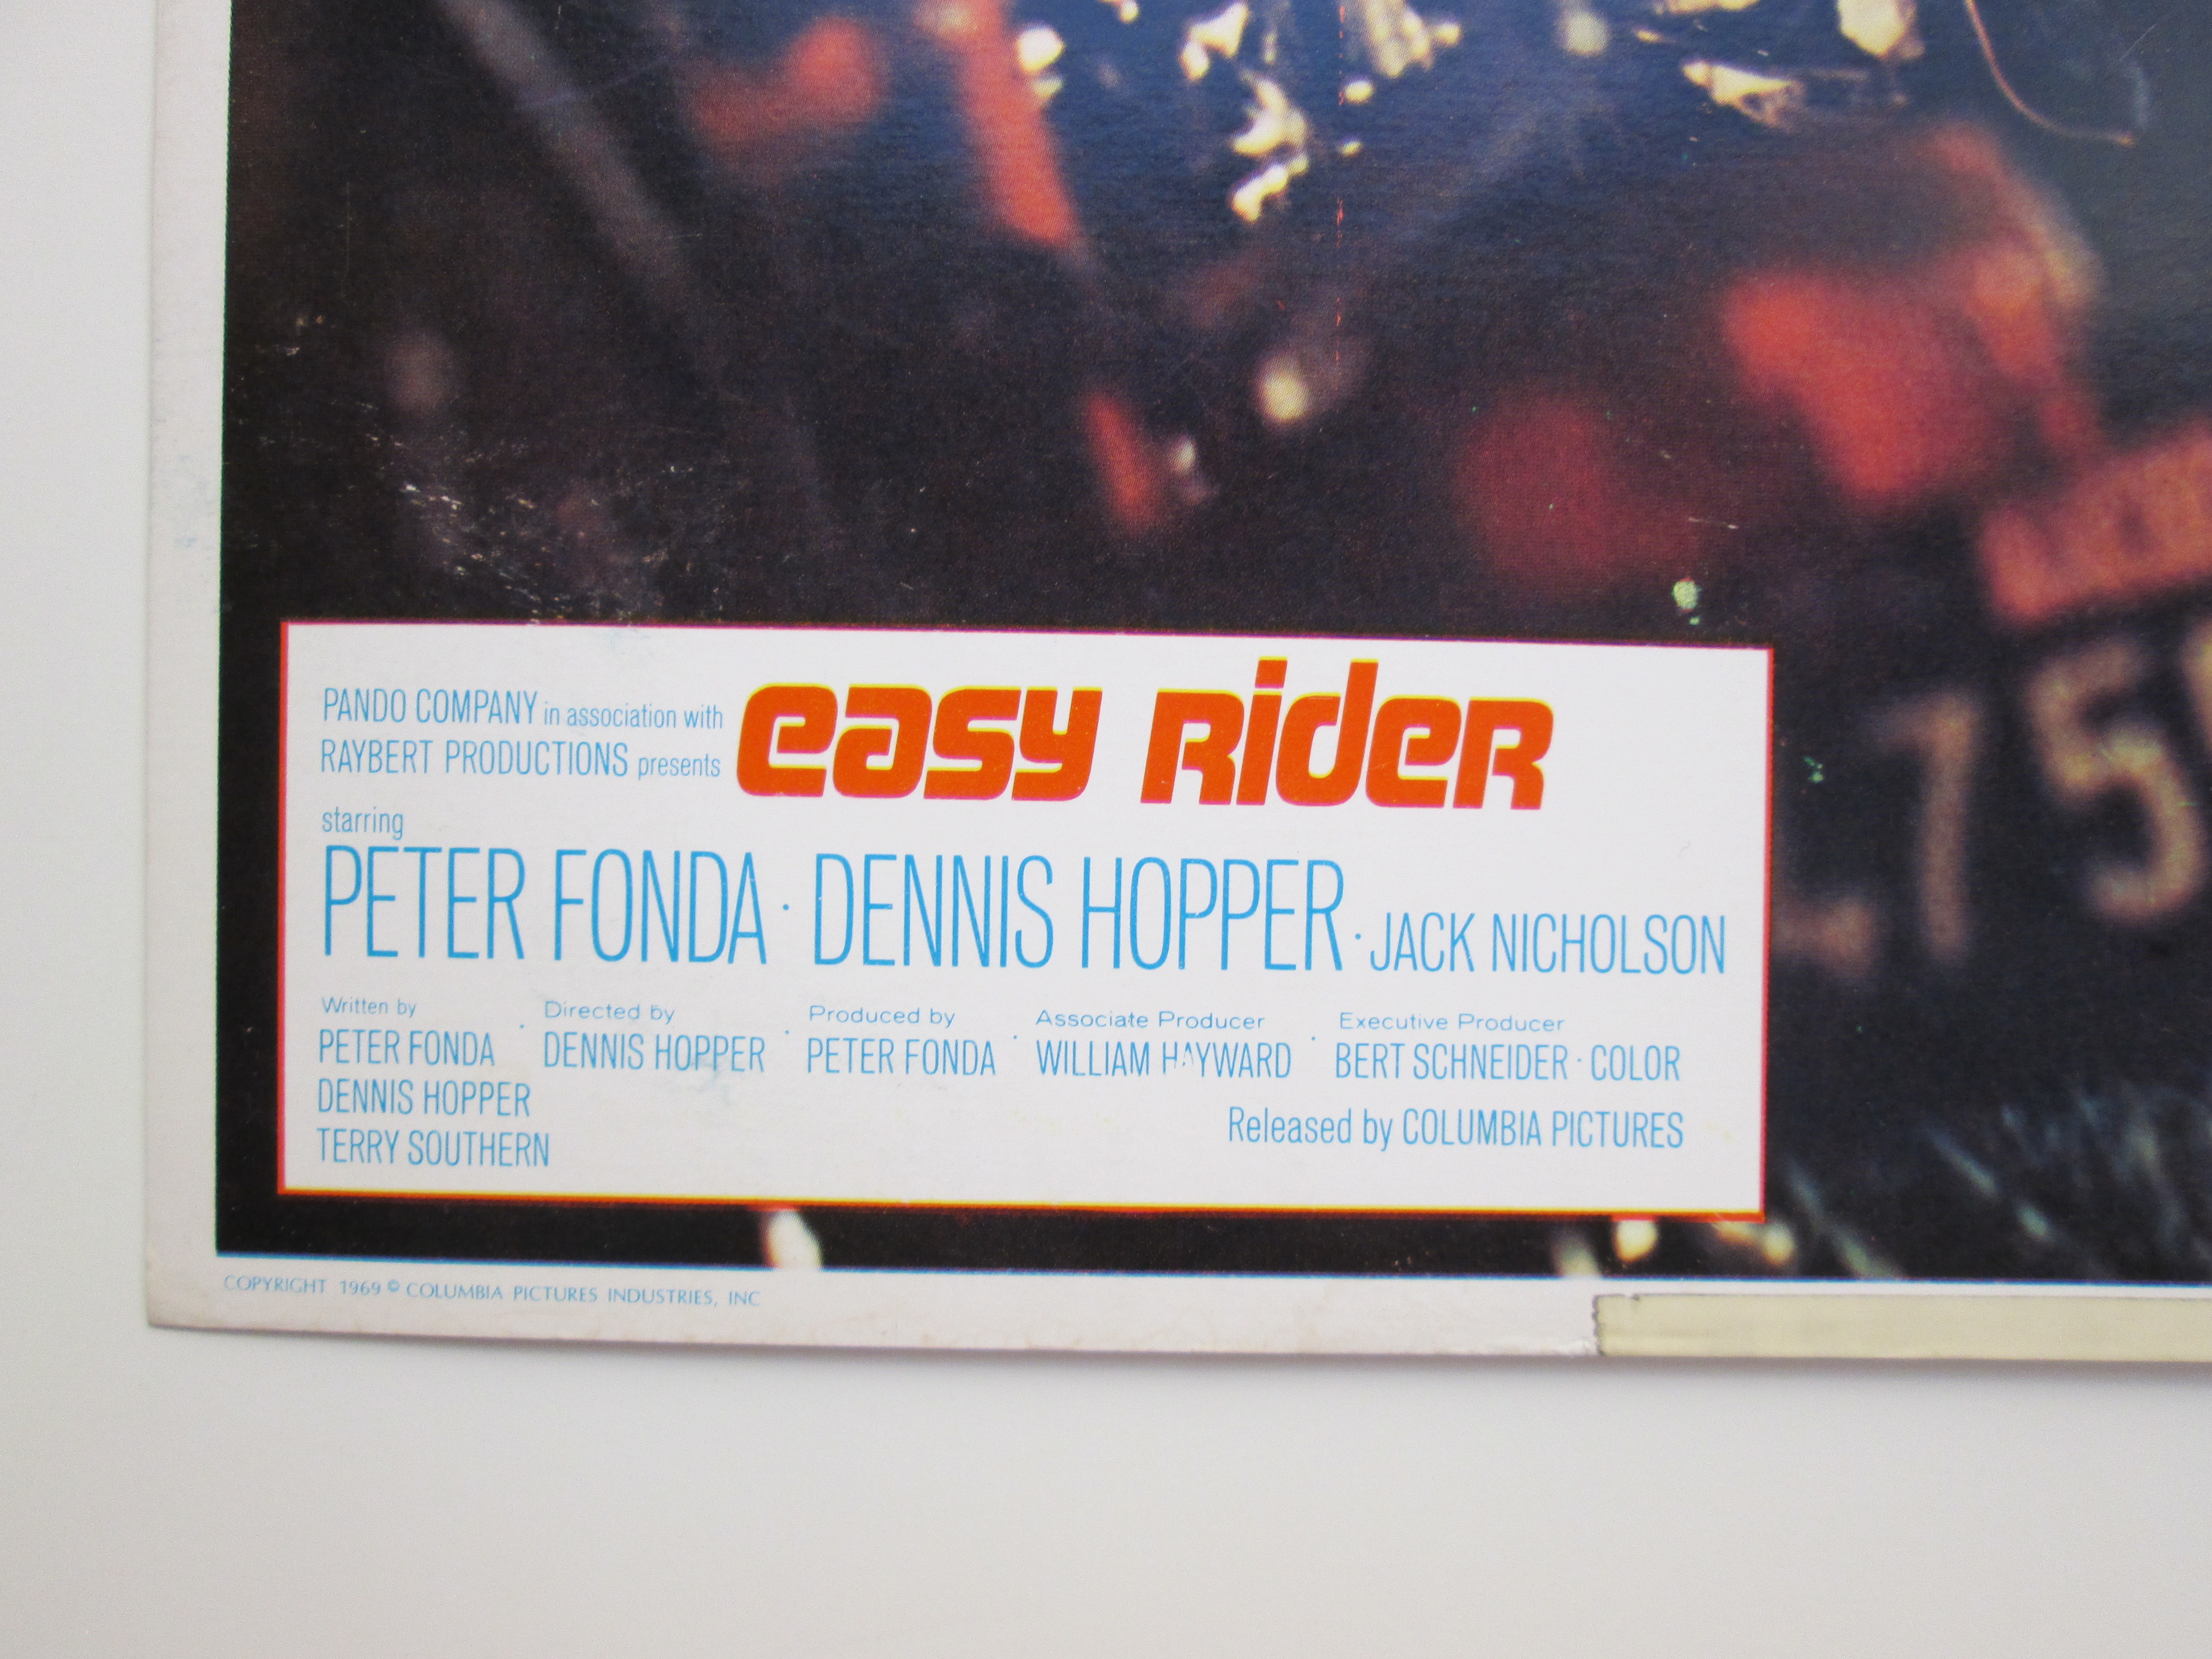 PANDO COMPANY in association with
RAYBERT PRODUCTIONS presents
easy Rider
starring
PETER FONDA · DENNIS HOPPER · JACK NICHOLSON
Written by
PETER FONDA
DENNIS HOPPER
TERRY SOUTHERN
Directed by
DENNIS HOPPER
Produced by
PETER FONDA
Associate Producer
WILLIAM HAYWARD
Executive Producer
BERT SCHNEIDER · COLOR
Released by COLUMBIA PICTURES
COPYRIGHT 1969 © COLUMBIA PICTURES INDUSTRIES, INC